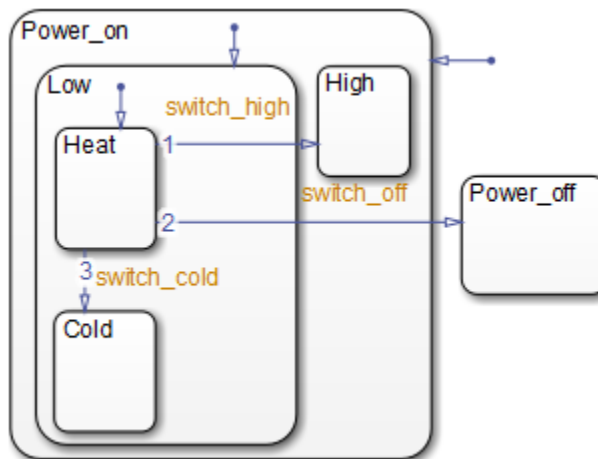 Power_on
Low
High
switch_high
Heat
1
switch_off
Power_off
2
3
switch_cold
Cold